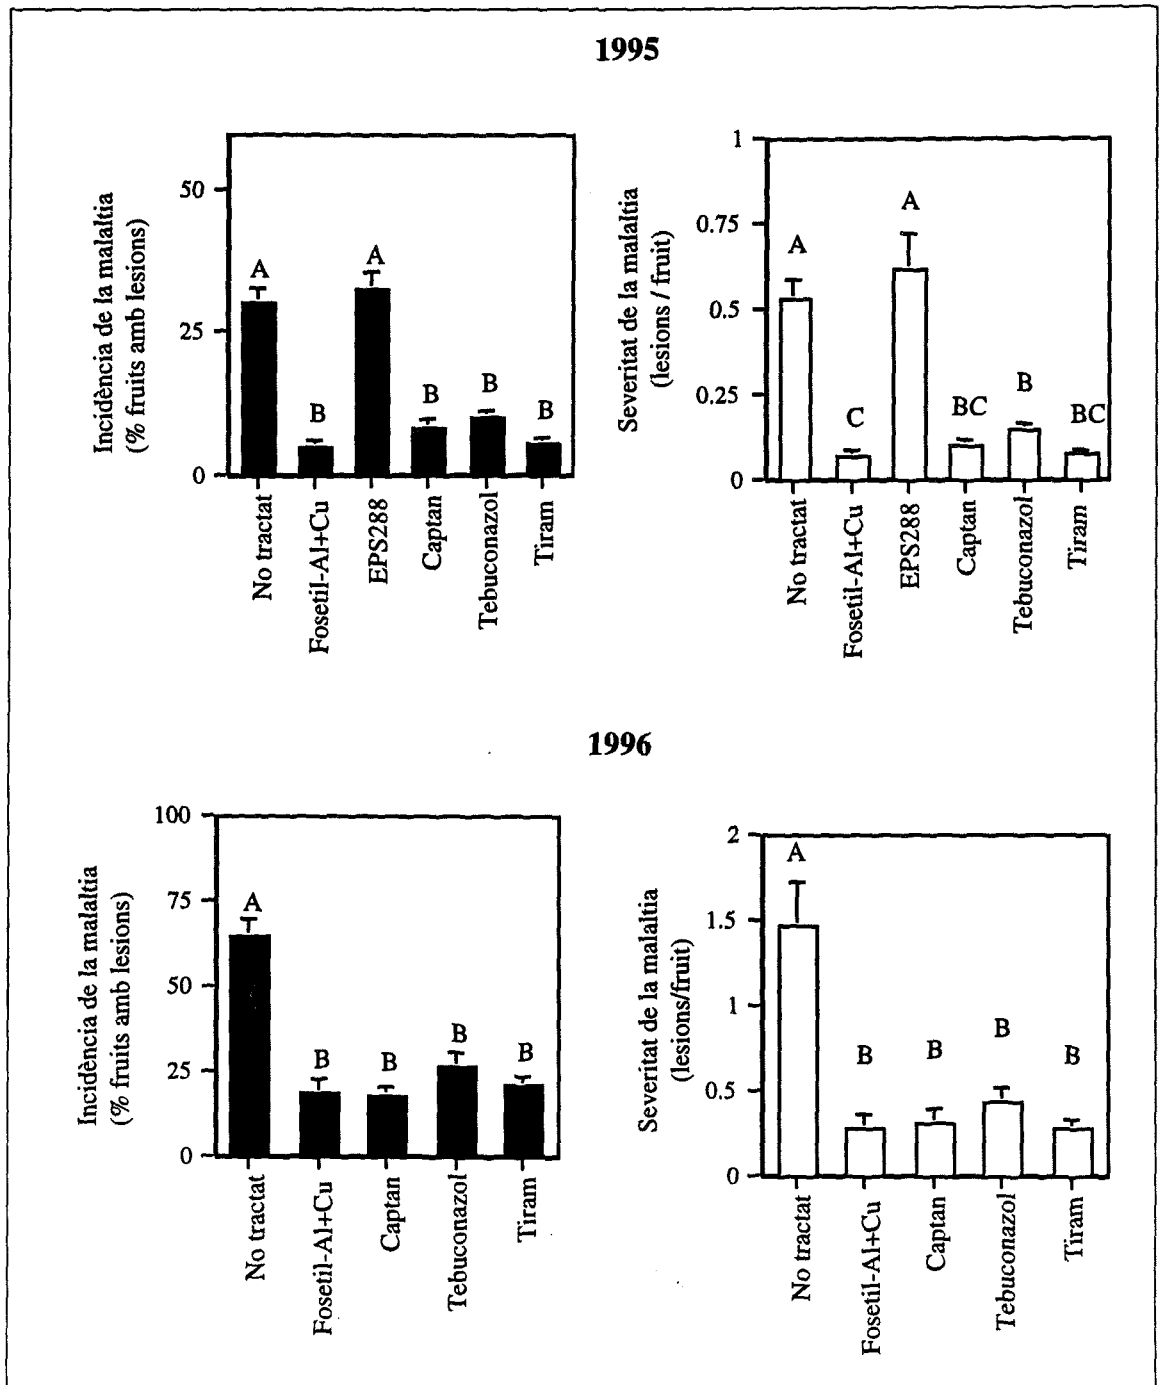 1995
Incidència de la malaltia
(% fruits amb lesions)
50
25
0
A
B
A
B
B
B
No tractat
Fosetil-Al+Cu
EPS288
Captan
Tebuconazol
Tiram
Severitat de la malaltia
(lesions / fruit)
1
0.75
0.5
0.25
0
A
C
A
BC
B
BC
No tractat
Fosetil-Al+Cu
EPS288
Captan
Tebuconazol
Tiram
1996
Incidència de la malaltia
(% fruits amb lesions)
100
75
50
25
0
A
B
B
B
B
No tractat
Fosetil-Al+Cu
Captan
Tebuconazol
Tiram
Severitat de la malaltia
(lesions/fruit)
2
1.5
1
0.5
0
A
B
B
B
B
No tractat
Fosetil-Al+Cu
Captan
Tebuconazol
Tiram